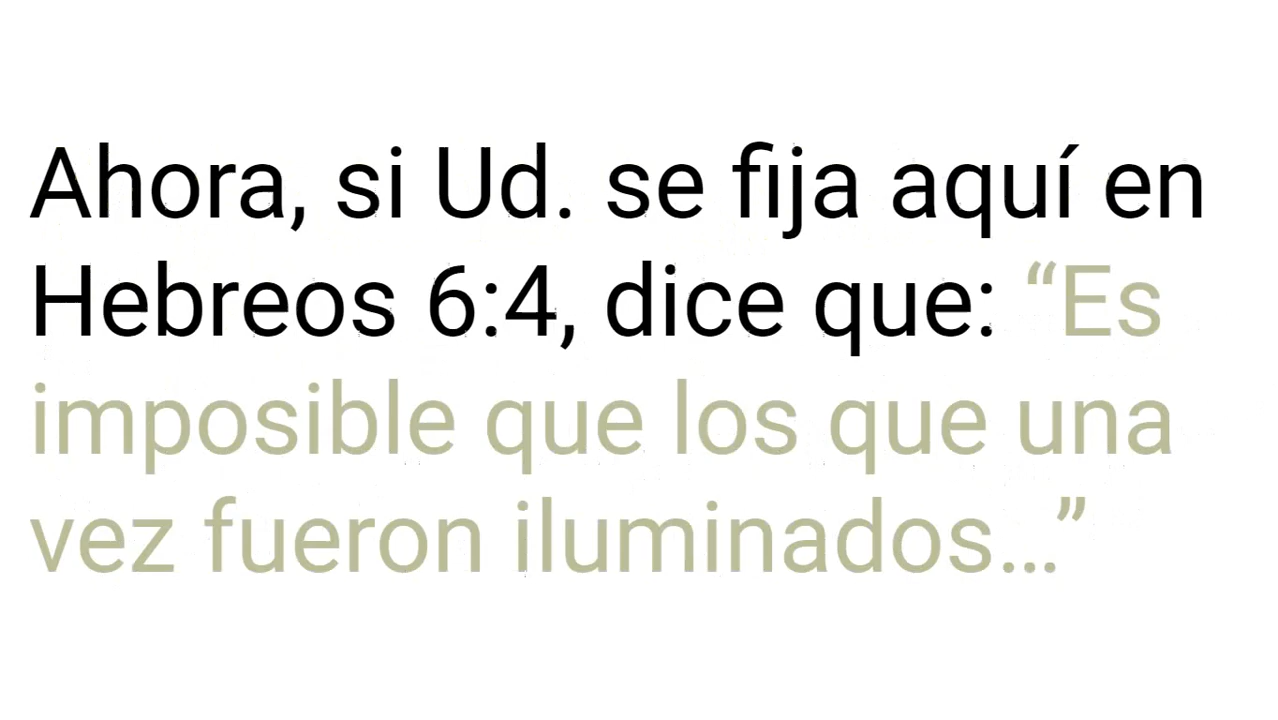 Ahora, si Ud. se fija aquí en
Hebreos 6:4, dice que: “Es
imposible que los que una
vez fueron iluminados...”